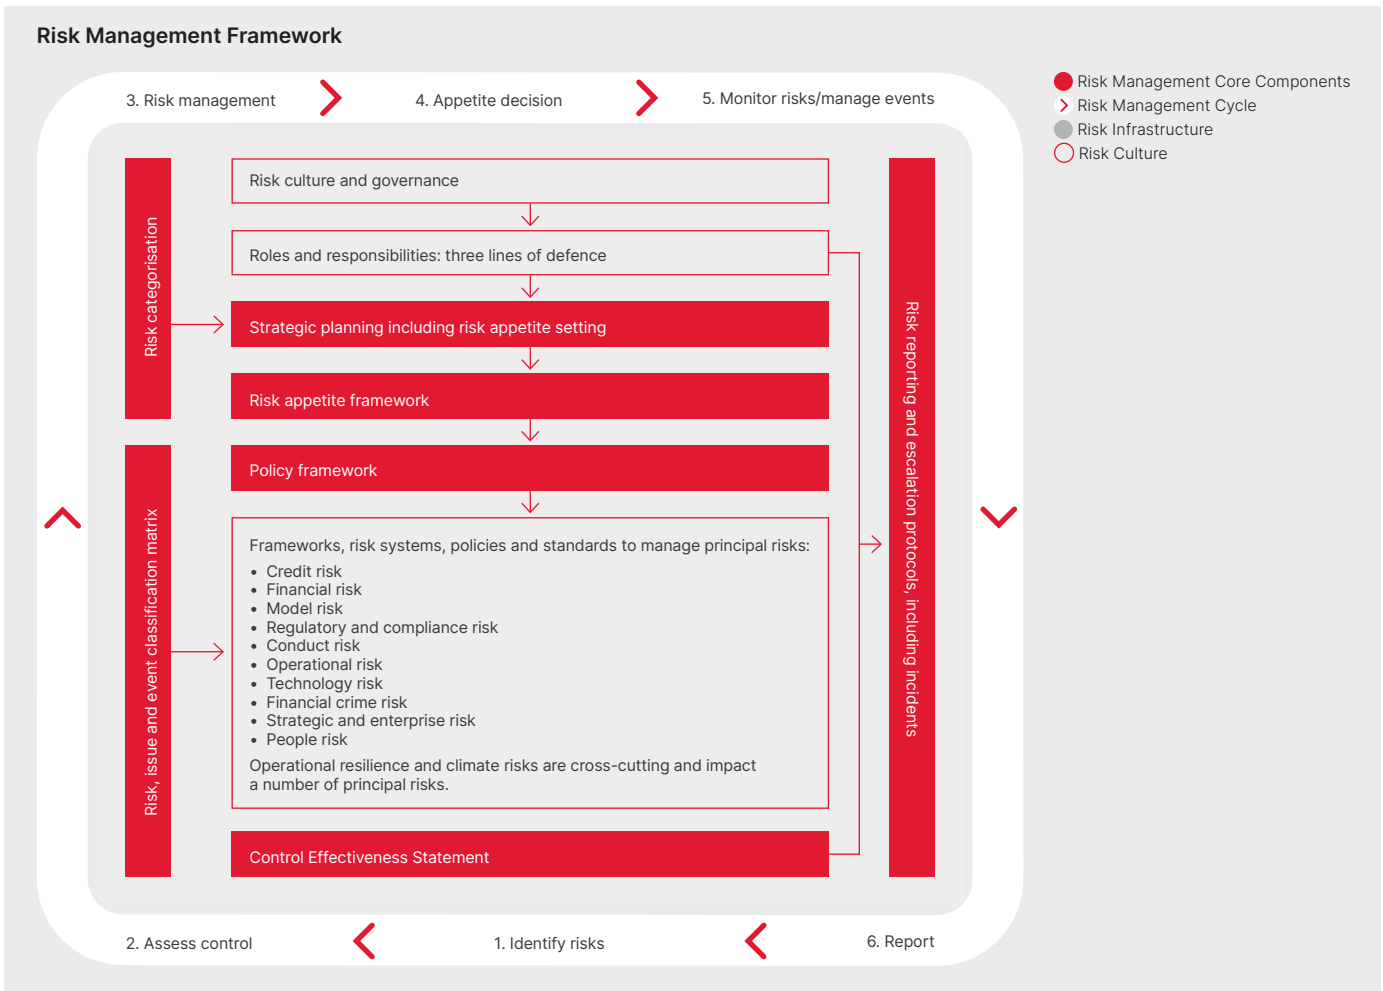 Risk Management Framework
3. Risk management
4. Appetite decision
5. Monitor risks/manage events
Risk Management Core Components
Risk Management Cycle
Risk Infrastructure
Risk Culture
Risk categorisation
Risk, issue and event classification matrix
Risk culture and governance
Roles and responsibilities: three lines of defence
Strategic planning including risk appetite setting
Risk appetite framework
Policy framework
Frameworks, risk systems, policies and standards to manage principal risks:
• Credit risk
• Financial risk
• Model risk
• Regulatory and compliance risk
• Conduct risk
• Operational risk
• Technology risk
• Financial crime risk
• Strategic and enterprise risk
• People risk
Operational resilience and climate risks are cross-cutting and impact
a number of principal risks.
Control Effectiveness Statement
Risk reporting and escalation protocols, including incidents
2. Assess control
1. Identify risks
6. Report